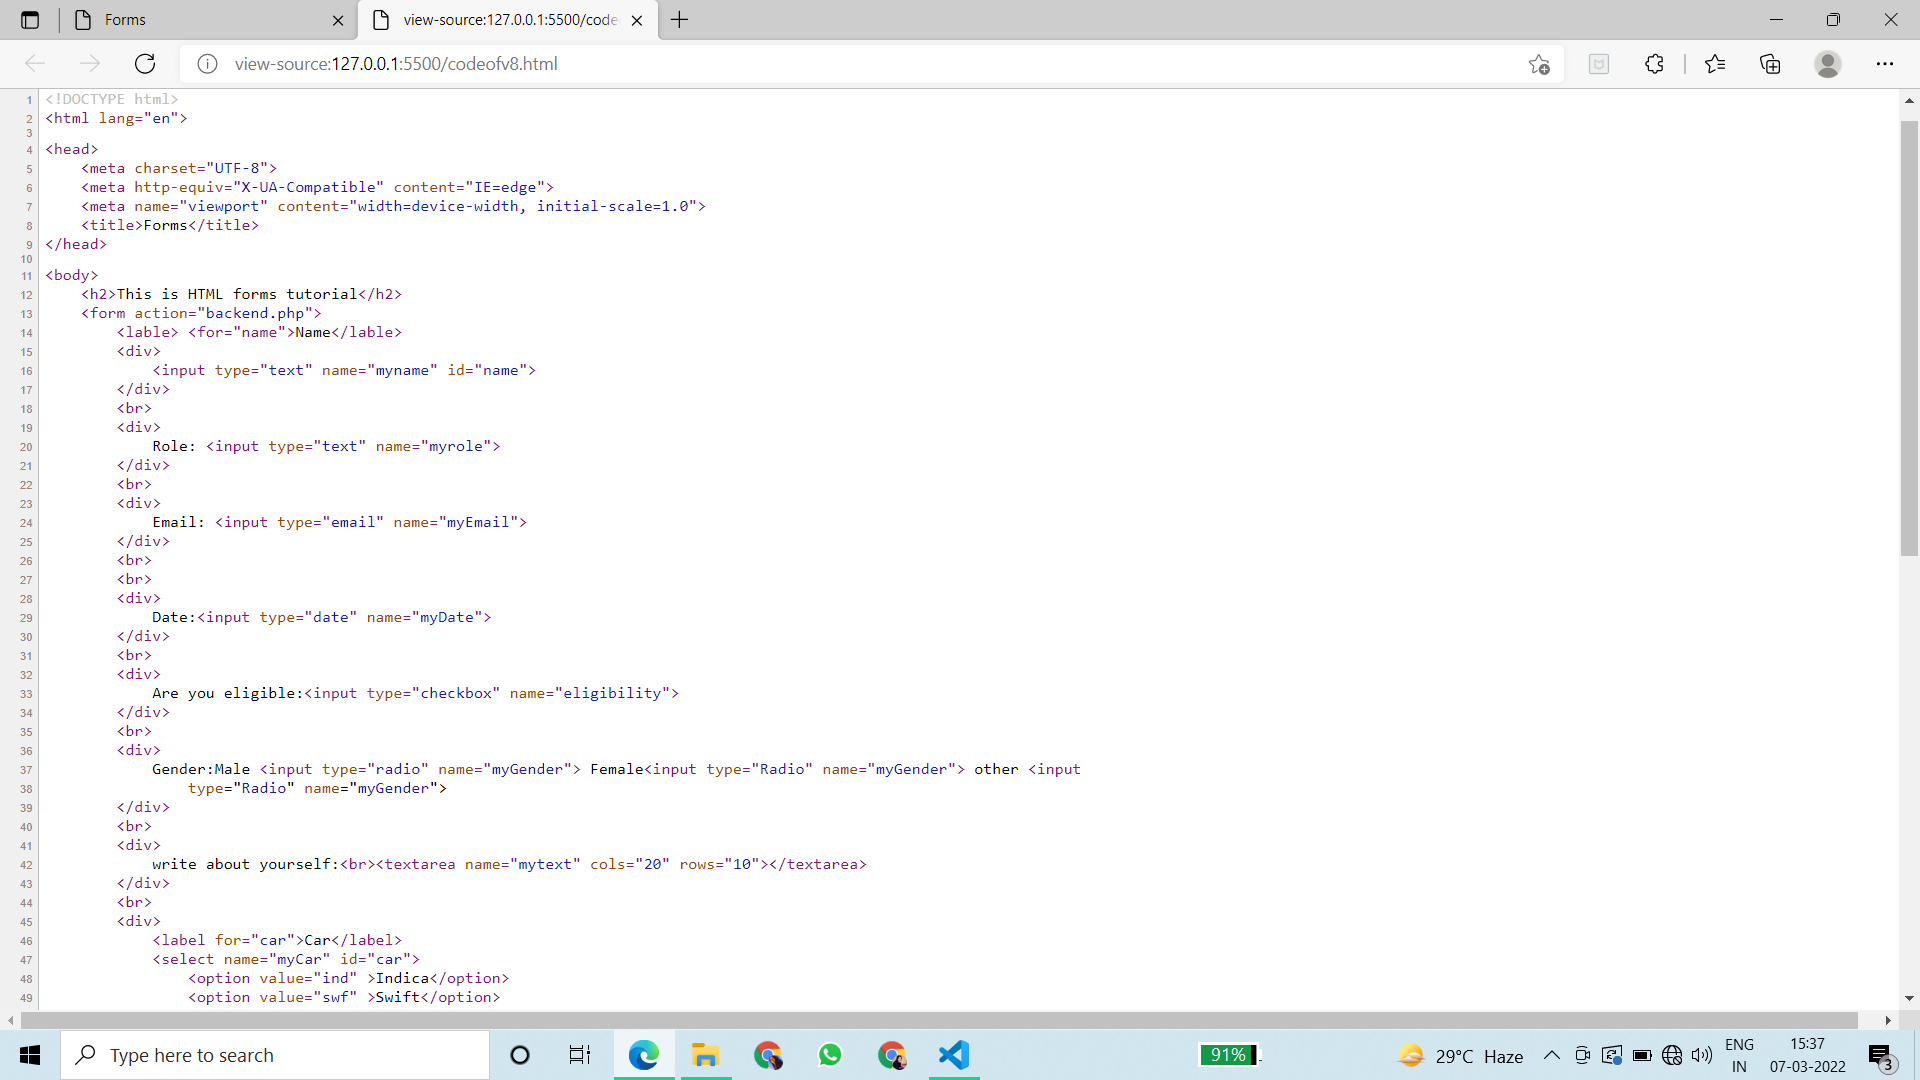 Forms
view-source:127.0.0.1:5500/code
view-source:127.0.0.1:5500/codeofv8.html
1 <!DOCTYPE html>
2 <html lang="en">
3
4 <head>
5 <meta charset="UTF-8">
6 <meta http-equiv="X-UA-Compatible" content="IE=edge">
7 <meta name="viewport" content="width=device-width, initial-scale=1.0">
8 <title>Forms</title>
9 </head>
10
11 <body>
12 <h2>This is HTML forms tutorial</h2>
13 <form action="backend.php">
14 <lable> <for="name">Name</lable>
15 <div>
16 <input type="text" name="myname" id="name">
17 </div>
18 <br>
19 <div>
20 Role: <input type="text" name="myrole">
21 </div>
22 <br>
23 <div>
24 Email: <input type="email" name="myEmail">
25 </div>
26 <br>
27 <br>
28 <div>
29 Date:<input type="date" name="myDate">
30 </div>
31 <br>
32 <div>
33 Are you eligible:<input type="checkbox" name="eligibility">
34 </div>
35 <br>
36 <div>
37 Gender:Male <input type="radio" name="myGender"> Female<input type="Radio" name="myGender"> other <input
38 type="Radio" name="myGender">
39 </div>
40 <br>
41 <div>
42 write about yourself:<br><textarea name="mytext" cols="20" rows="10"></textarea>
43 </div>
44 <br>
45 <div>
46 <label for="car">Car</label>
47 <select name="myCar" id="car">
48 <option value="ind" >Indica</option>
49 <option value="swf" >Swift</option>
Type here to search
91%
29°C Haze
ENG
IN
15:37
07-03-2022
3